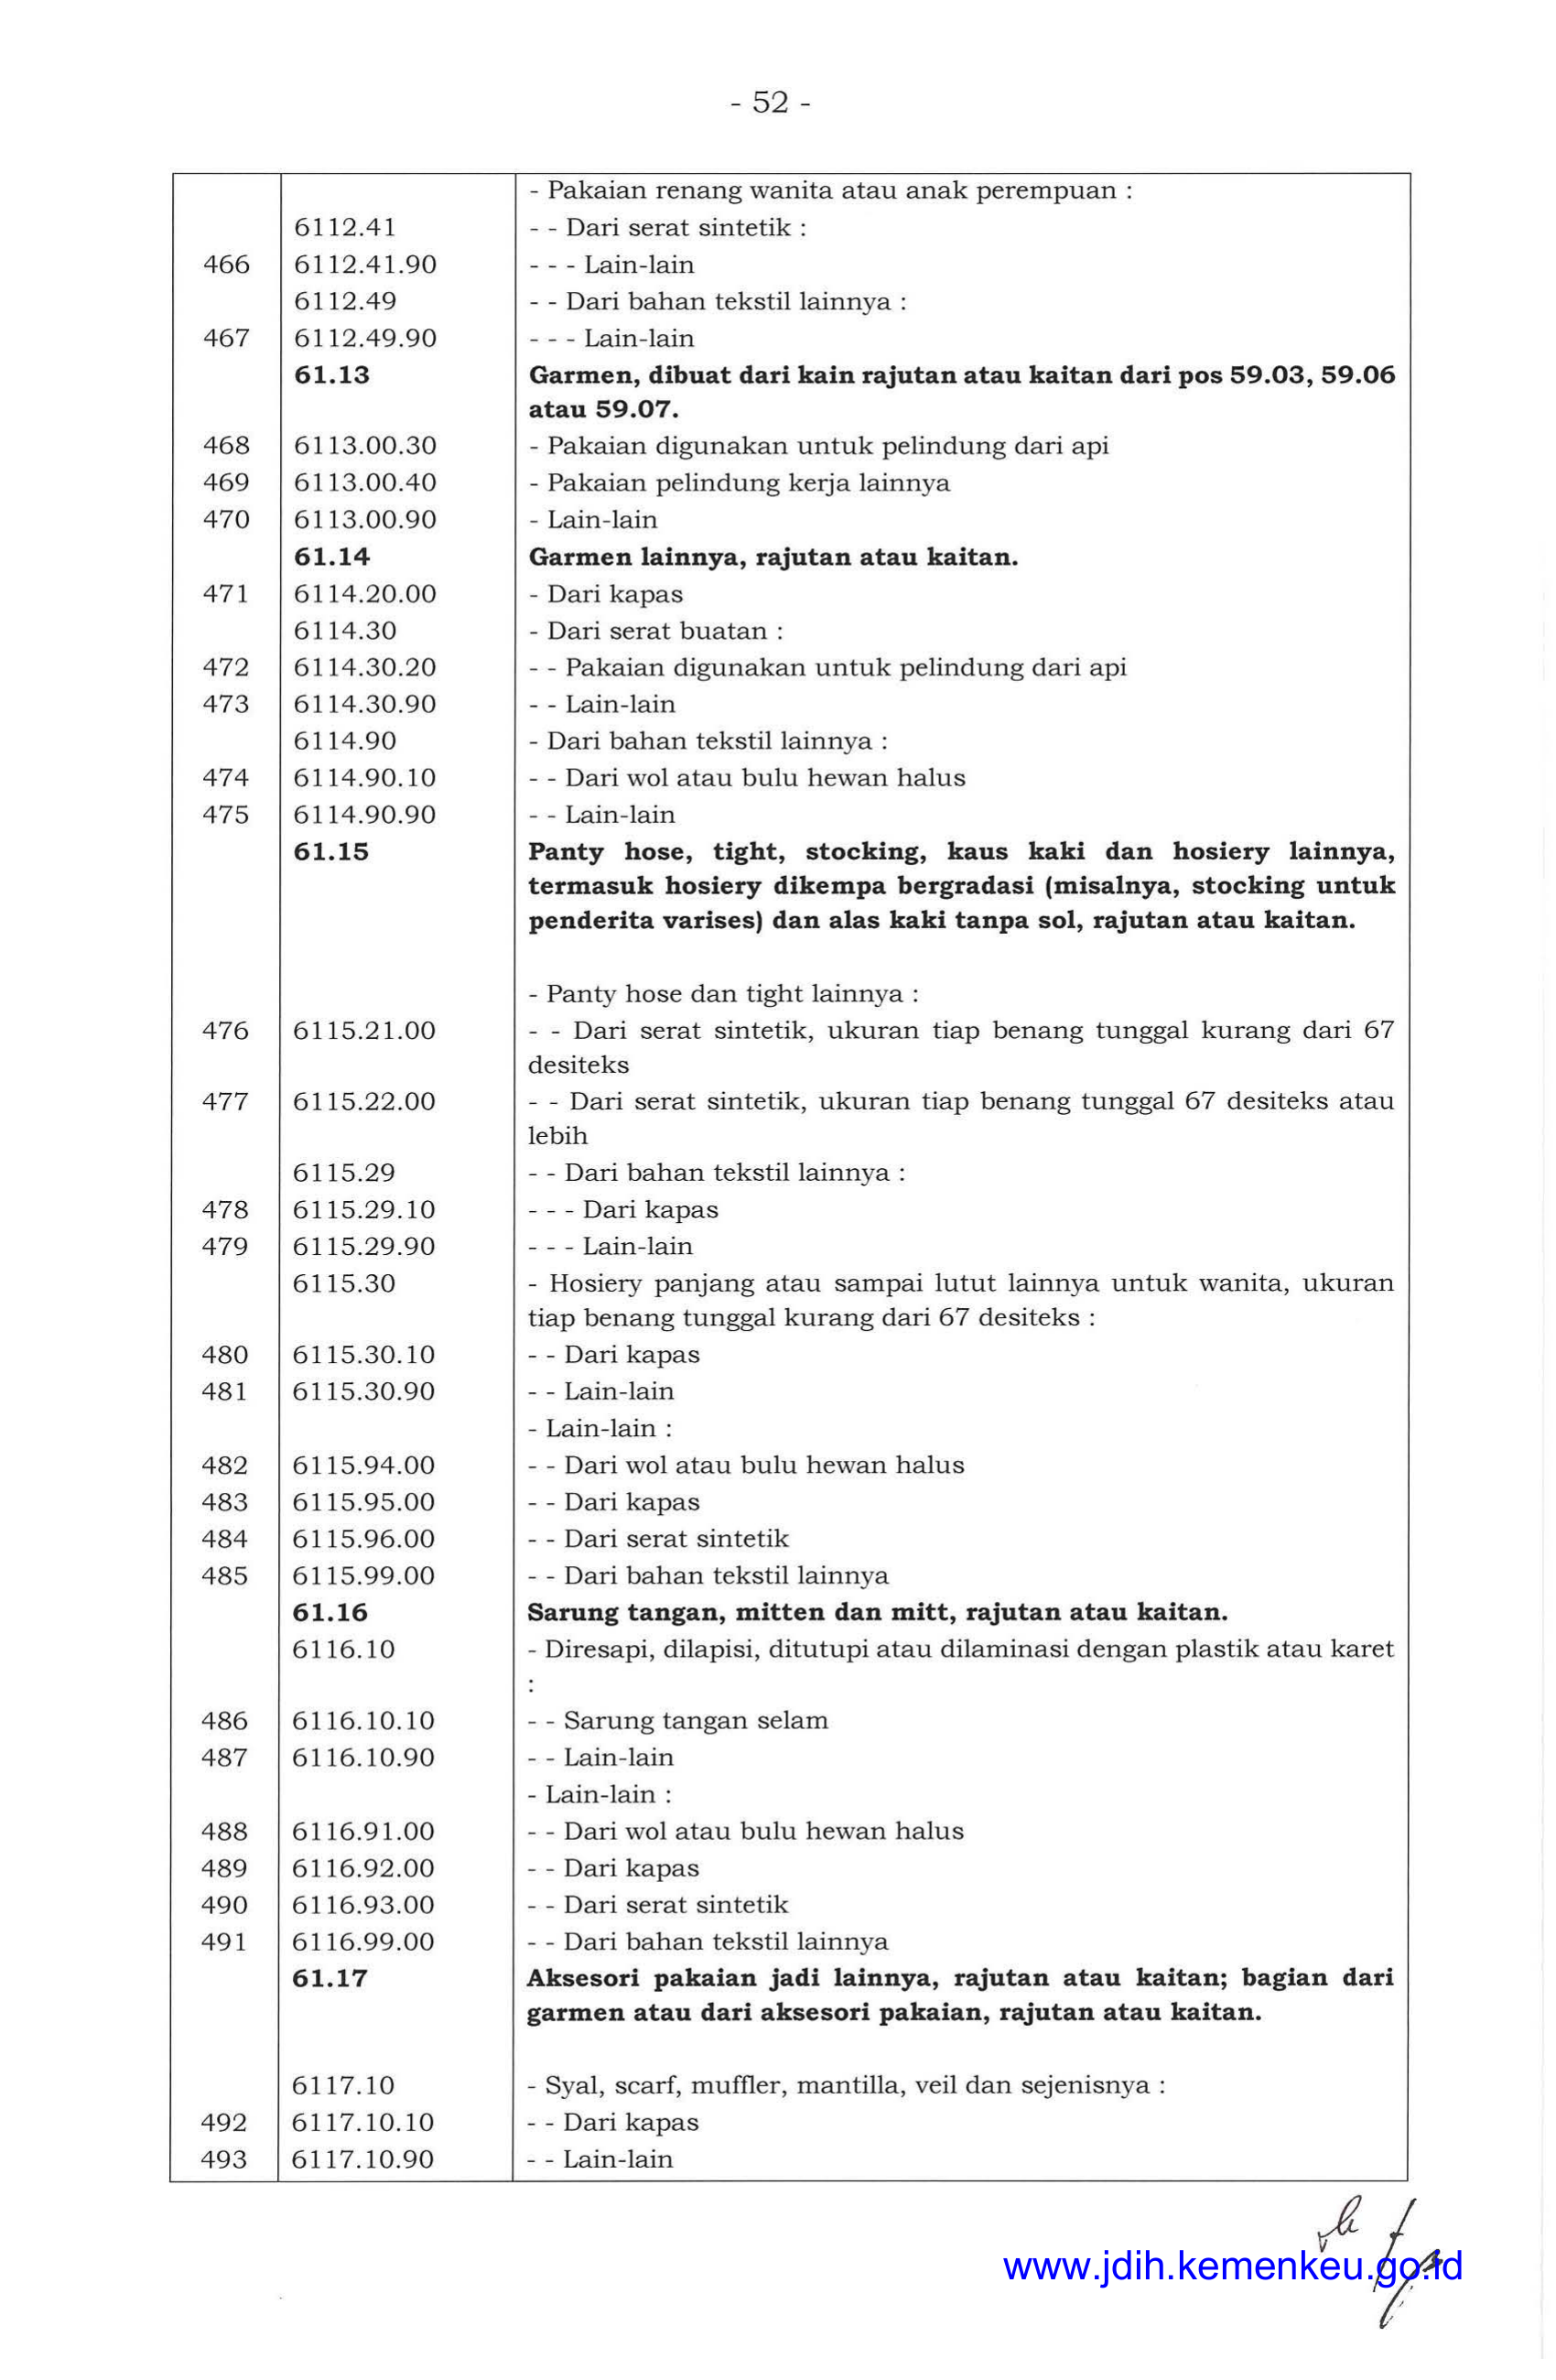 - 52 -
- Pakaian renang wanita atau anak perempuan :
6112.41 - - Dari serat sintetik :
466 6112.41.90 - - - Lain-lain
6112.49 - - Dari bahan tekstil lainnya :
467 6112.49.90 - - - Lain-lain
61.13 Garmen, dibuat dari kain rajutan atau kaitan dari pos 59.03, 59.06
atau 59.07.
468 6113.00.30 - Pakaian digunakan untuk pelindung dari api
469 6113.00.40 - Pakaian pelindung kerja lainnya
470 6113.00.90 - Lain-lain
61.14 Garmen lainnya, rajutan atau kaitan.
471 6114.20.00 - Dari kapas
6114.30 - Dari serat buatan :
472 6114.30.20 - - Pakaian digunakan untuk pelindung dari api
473 6114.30.90 - - Lain-lain
6114.90 - Dari bahan tekstil lainnya :
474 6114.90.10 - - Dari wol atau bulu hewan halus
475 6114.90.90 - - Lain-lain
61.15 Panty hose, tight, stocking, kaus kaki dan hosiery lainnya,
termasuk hosiery dikempa bergradasi (misalnya, stocking untuk
penderita varises) dan alas kaki tanpa sol, rajutan atau kaitan.
- Panty hose dan tight lainnya :
476 6115.21.00 - - Dari serat sintetik, ukuran tiap benang tunggal kurang dari 67
desiteks
477 6115.22.00 - - Dari serat sintetik, ukuran tiap benang tunggal 67 desiteks atau
lebih
6115.29 - - Dari bahan tekstil lainnya :
478 6115.29.10 - - - Dari kapas
479 6115.29.90 - - - Lain-lain
6115.30 - Hosiery panjang atau sampai lutut lainnya untuk wanita, ukuran
tiap benang tunggal kurang dari 67 desiteks :
480 6115.30.10 - - Dari kapas
481 6115.30.90 - - Lain-lain
- Lain-lain :
482 6115.94.00 - - Dari wol atau bulu hewan halus
483 6115.95.00 - - Dari kapas
484 6115.96.00 - - Dari serat sintetik
485 6115.99.00 - - Dari bahan tekstil lainnya
61.16 Sarung tangan, mitten dan mitt, rajutan atau kaitan.
6116.10 - Diresapi, dilapisi, ditutupi atau dilaminasi dengan plastik atau karet
:
486 6116.10.10 - - Sarung tangan selam
487 6116.10.90 - - Lain-lain
- Lain-lain :
488 6116.91.00 - - Dari wol atau bulu hewan halus
489 6116.92.00 - - Dari kapas
490 6116.93.00 - - Dari serat sintetik
491 6116.99.00 - - Dari bahan tekstil lainnya
61.17 Aksesori pakaian jadi lainnya, rajutan atau kaitan; bagian dari
garmen atau dari aksesori pakaian, rajutan atau kaitan.
6117.10 - Syal, scarf, muffler, mantilla, veil dan sejenisnya :
492 6117.10.10 - - Dari kapas
493 6117.10.90 - - Lain-lain
www.jdih.kemenkeu.go.id